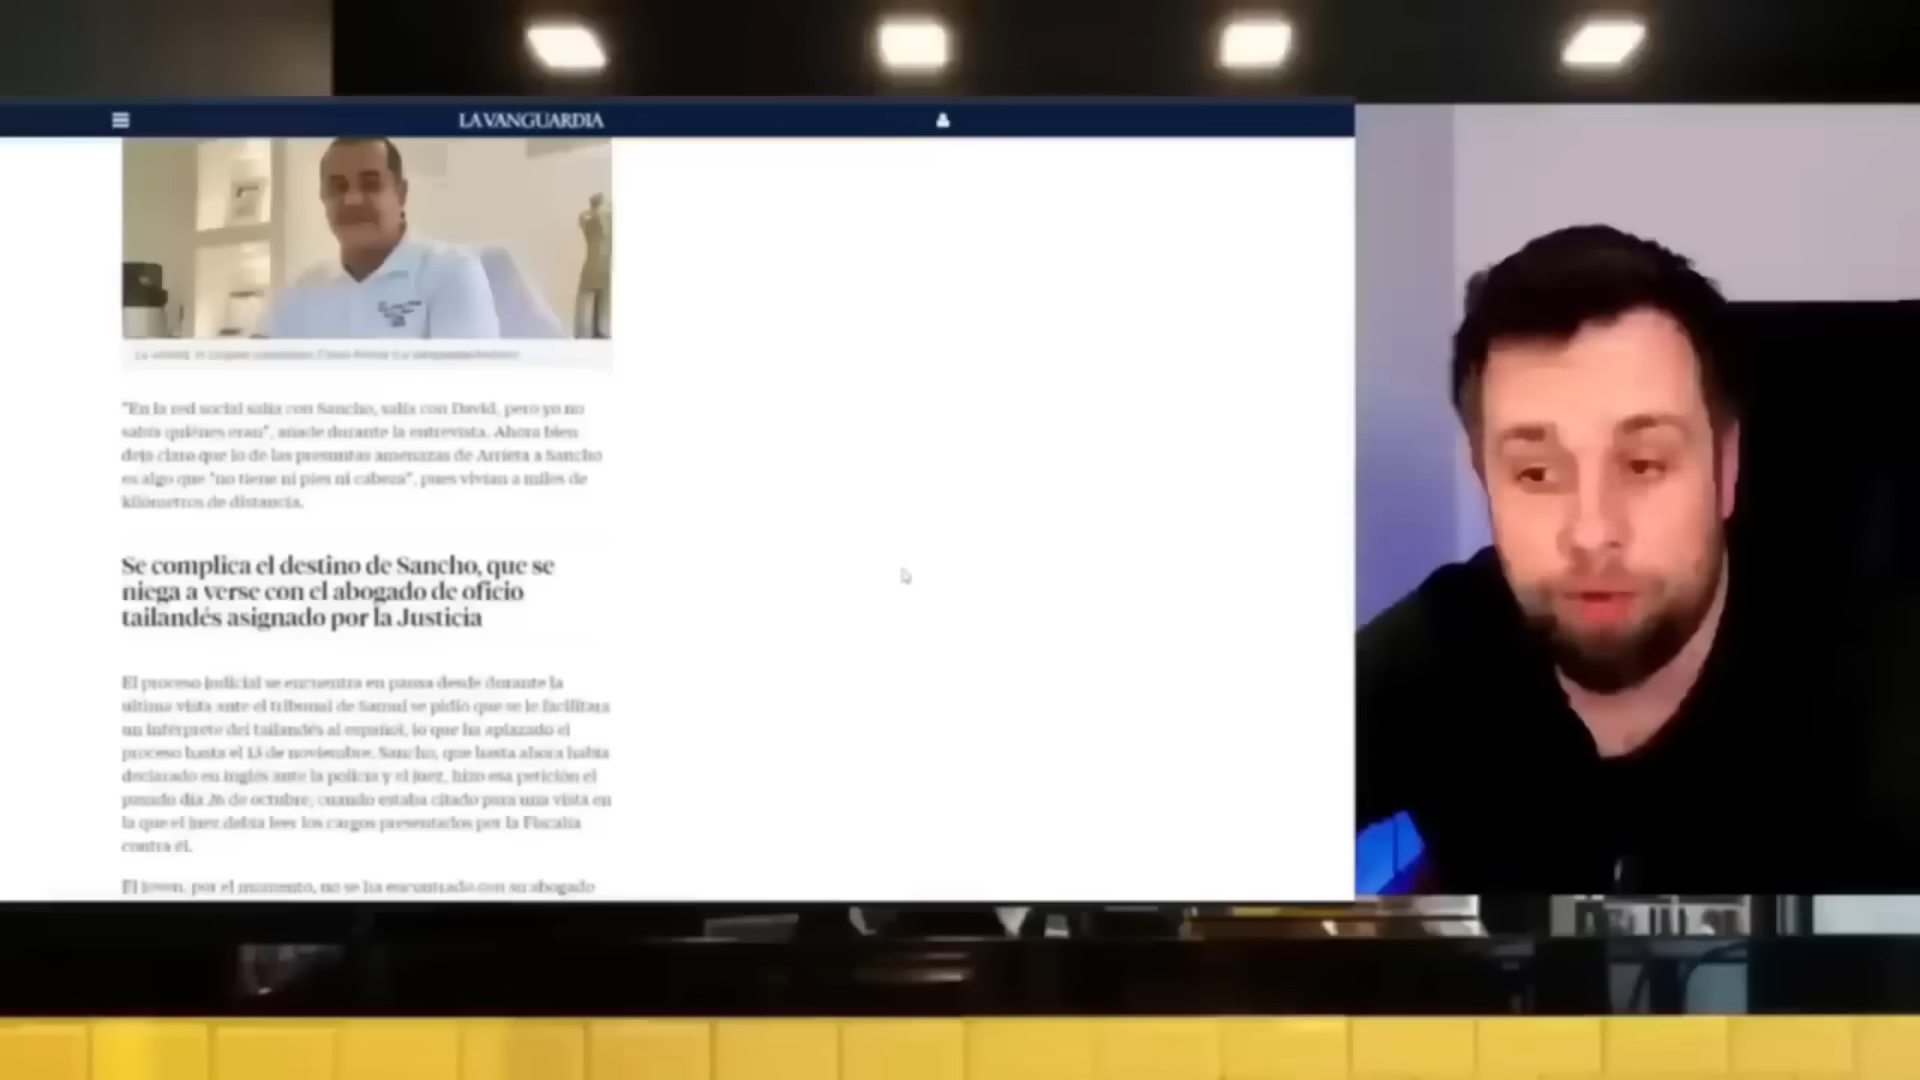 LA VANGUARDIA
"En la red social salía con Sancho, salía con David, pero yo no
sabía quiénes eran", añade durante la entrevista. Ahora bien
deja claro que lo de las presuntas amenazas de Arrieta a Sancho
es algo que "no tiene ni pies ni cabeza", pues vivían a miles de
kilómetros de distancia.
Se complica el destino de Sancho, que se
niega a verse con el abogado de oficio
tailandés asignado por la Justicia
El proceso judicial se encuentra en pausa desde durante la
última vista ante el tribunal de Samui se pidió que se le facilitara
un intérprete del tailandés al español, lo que ha aplazado el
proceso hasta el 13 de noviembre. Sancho, que hasta ahora había
declarado en inglés ante la policía y el juez, hizo esa petición el
pasado día 26 de octubre, cuando estaba citado para una vista en
la que el juez debía leer los cargos presentados por la Fiscalía
contra él.
El joven, por el momento, no se ha encontrado con su abogado